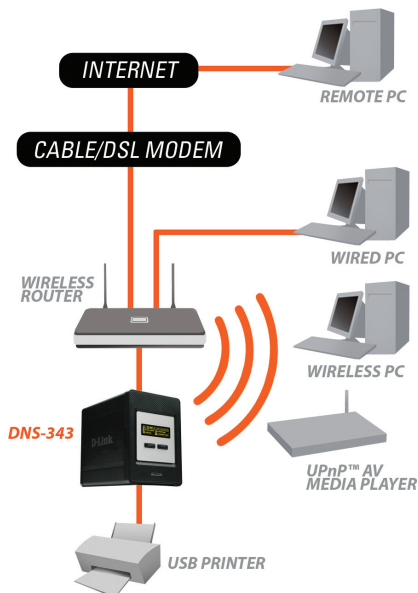 INTERNET
REMOTE PC
CABLE/DSL MODEM
WIRED PC
WIRELESS
ROUTER
WIRELESS PC
DNS-343
D-Link
UPnP™ AV
MEDIA PLAYER
USB PRINTER